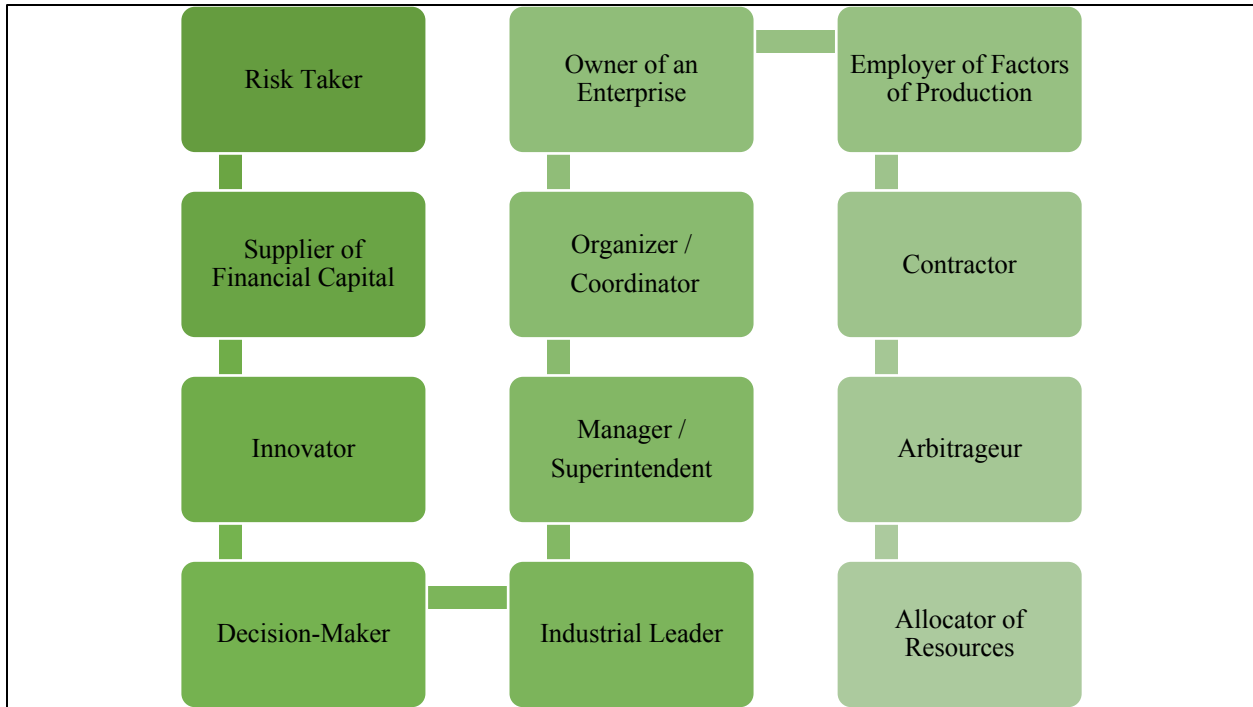 Risk Taker
Supplier of
Financial Capital
Innovator
Decision-Maker
Industrial Leader
Manager /
Superintendent
Organizer /
Coordinator
Owner of an
Enterprise
Employer of Factors
of Production
Contractor
Arbitrageur
Allocator of
Resources